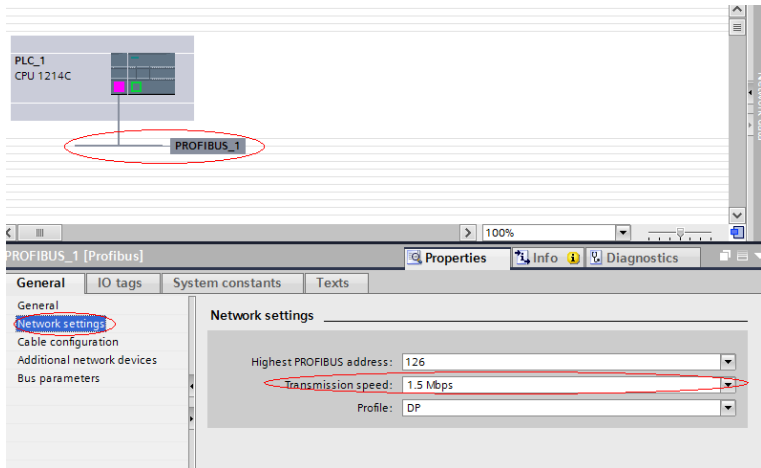 PLC_1
CPU 1214C
PROFIBUS_1
100%
PROFIBUS_1 [Profibus]
Properties
Info
Diagnostics
General
IO tags
System constants
Texts
General
Network settings
Cable configuration
Additional network devices
Bus parameters
Network settings
Highest PROFIBUS address: 126
Transmission speed: 1.5 Mbps
Profile: DP